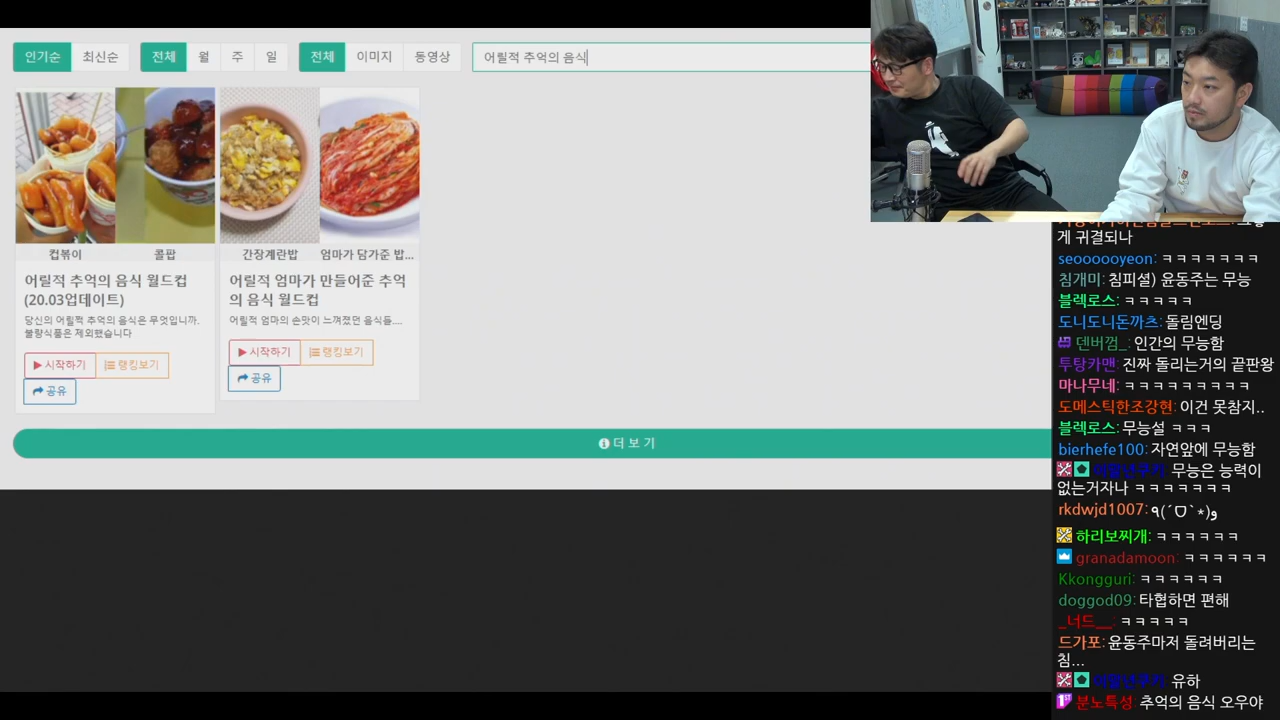 인기순
최신순
전체
월
주
일
전체
이미지
동영상
어릴적 추억의 음식
컵볶이
콜팝
간장계란밥
엄마가 담가준 밥...
어릴적 추억의 음식 월드컵
(20.03업데이트)
당신의 어릴쩍 추억의 음식은 무엇입니까.
불량식품은 제외했습니다
시작하기
랭킹보기
공유
어릴적 엄마가 만들어준 추억
의 음식 월드컵
어릴적 엄마의 손맛이 느껴졌던 음식들....
시작하기
랭킹보기
공유
더 보 기
게 귀결되나
seoooooyeon: ㅋㅋㅋㅋㅋㅋㅋ
침개미: 침피셜) 윤동주는 무능
블렉로스: ㅋㅋㅋㅋㅋ
도니도니돈까츠: 돌림엔딩
덴버껌_: 인간의 무능함
투탕카맨: 진짜 돌리는거의 끝판왕
마나무네: ㅋㅋㅋㅋㅋㅋㅋㅋㅋ
도메스틱한조강현: 이건 못참지..
블렉로스: 무능설 ㅋㅋㅋ
bierhefe100: 자연앞에 무능함
무능은 능력이
없는거자나 ㅋㅋㅋㅋㅋㅋㅋ
rkdwjd1007: ٩(´ᗜ`*)و
하리보찌개: ㅋㅋㅋㅋㅋㅋ
granadamoon: ㅋㅋㅋㅋㅋㅋ
Kkongguri: ㅋㅋㅋㅋㅋㅋ
doggod09: 타협하면 편해
_너드__: ㅋㅋㅋㅋㅋ
드가포: 윤동주마저 돌려버리는
침...
유하
분노특성: 추억의 음식 오우야